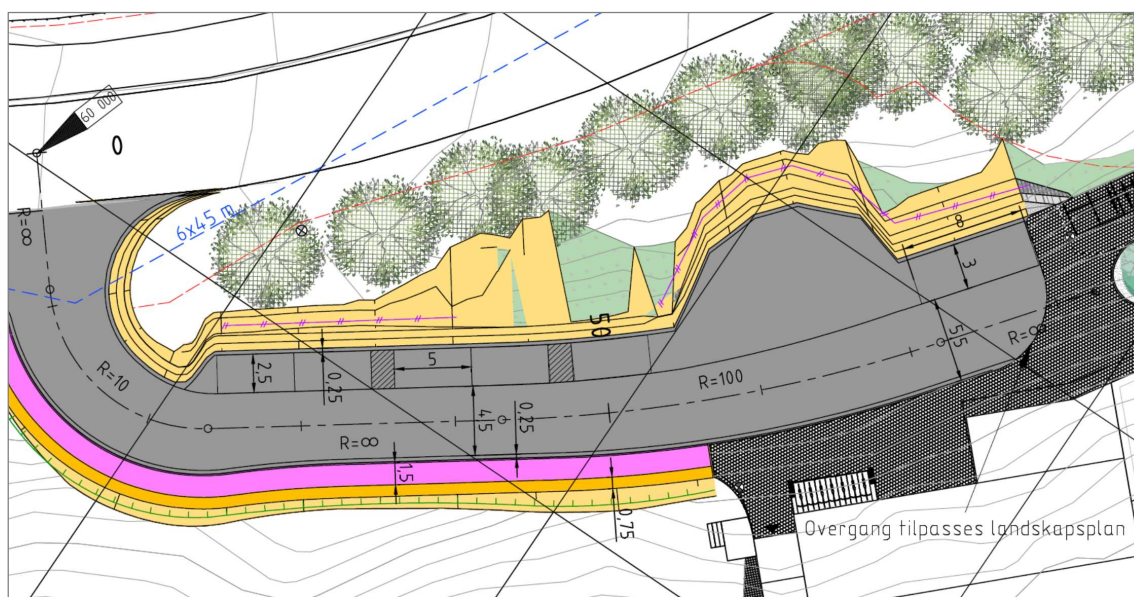 60 000
0
R=∞
6x45 m
50
8
3
5,5
R=∞
R=10
2,5
0,25
5
R=100
4,5
0,25
R=∞
1,5
0,75
Overgang tilpasses landskapsplan